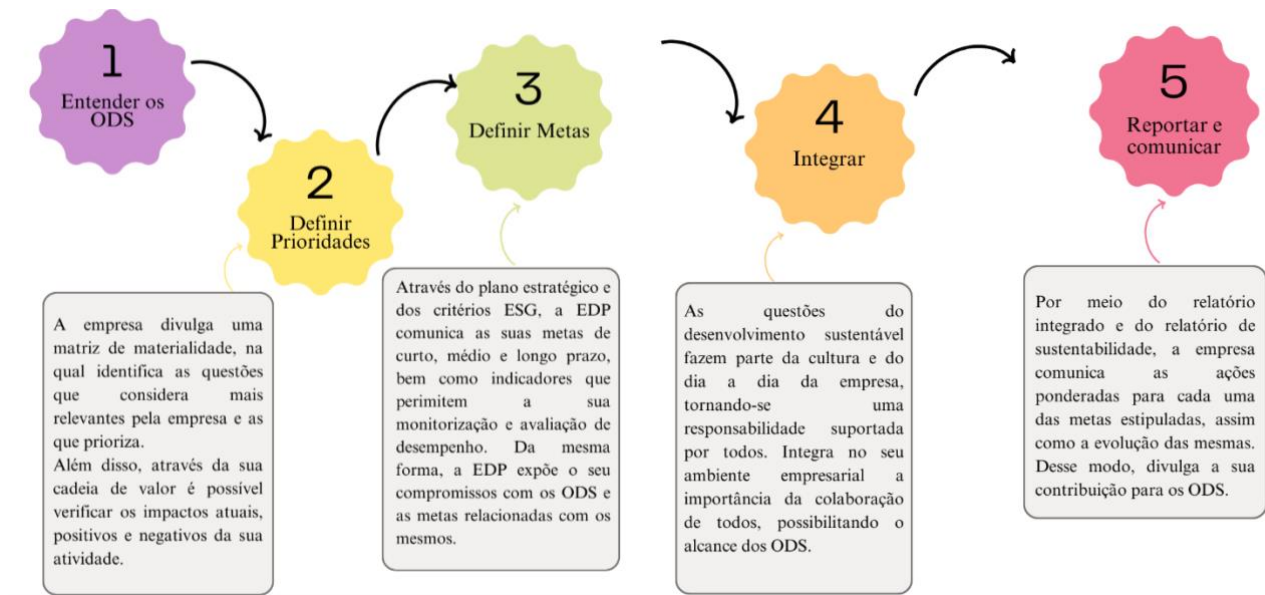 1
Entender os
ODS
2
Definir
Prioridades
3
Definir Metas
4
Integrar
5
Reportar e
comunicar
A empresa divulga uma
matriz de materialidade, na
qual identifica as questões
que considera mais
relevantes pela empresa e as
que prioriza.
Além disso, através da sua
cadeia de valor é possível
verificar os impactos atuais,
positivos e negativos da sua
atividade.
Através do plano estratégico e
dos critérios ESG, a EDP
comunica as suas metas de
curto, médio e longo prazo,
bem como indicadores que
perimitem a sua
monitorização e avaliação de
desempenho. Da mesma
forma, a EDP expõe o seu
compromissos com os ODS e
as metas relacionadas com os
mesmos.
As questões do
desenvolvimento sustentável
fazem parte da cultura e do
dia a dia da empresa,
tornando-se uma
responsabilidade suportada
por todos. Integra no seu
ambiente empresarial a
importância da colaboração
de todos, possibilitando o
alcance dos ODS.
Por meio do relatório
integrado e do relatório de
sustentabilidade, a empresa
comunica as ações
ponderadas para cada uma
das metas estipuladas, assim
como a evolução das mesmas.
Desse modo, divulga a sua
contribuição para os ODS.